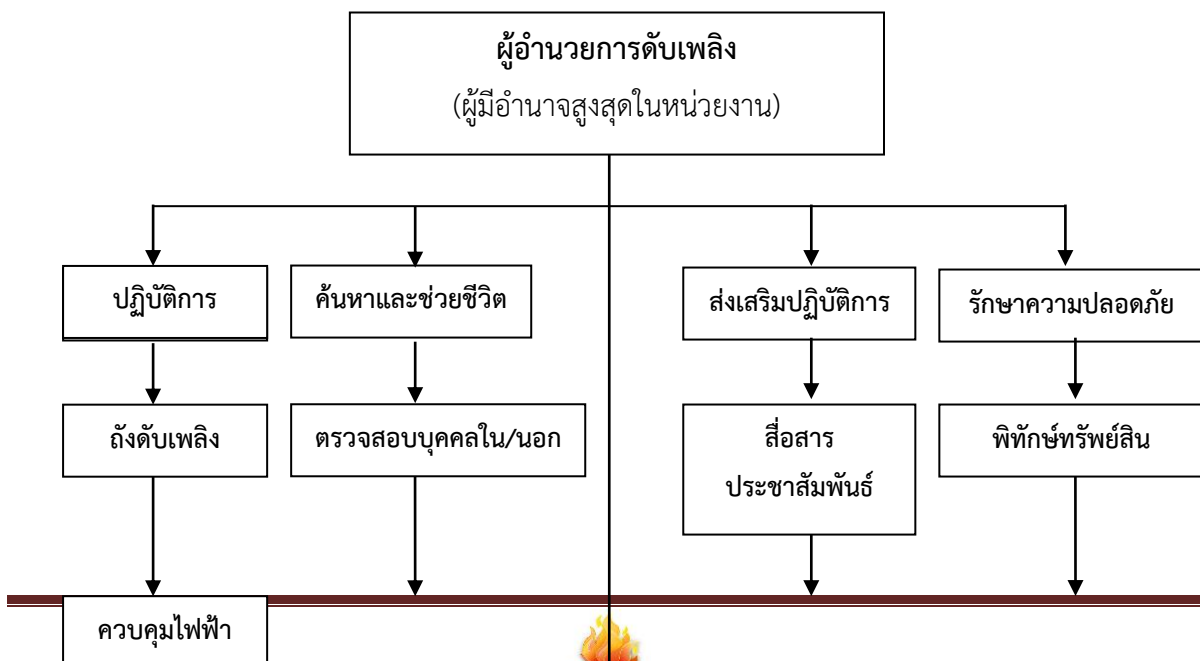 ผู้อำนวยการดับเพลิง
(ผู้มีอำนาจสูงสุดในหน่วยงาน)
ปฏิบัติการ
ค้นหาและช่วยชีวิต
ส่งเสริมปฏิบัติการ
รักษาความปลอดภัย
ถังดับเพลิง
ตรวจสอบบุคคลใน/นอก
สื่อสาร
ประชาสัมพันธ์
พิทักษ์ทรัพย์สิน
ควบคุมไฟฟ้า